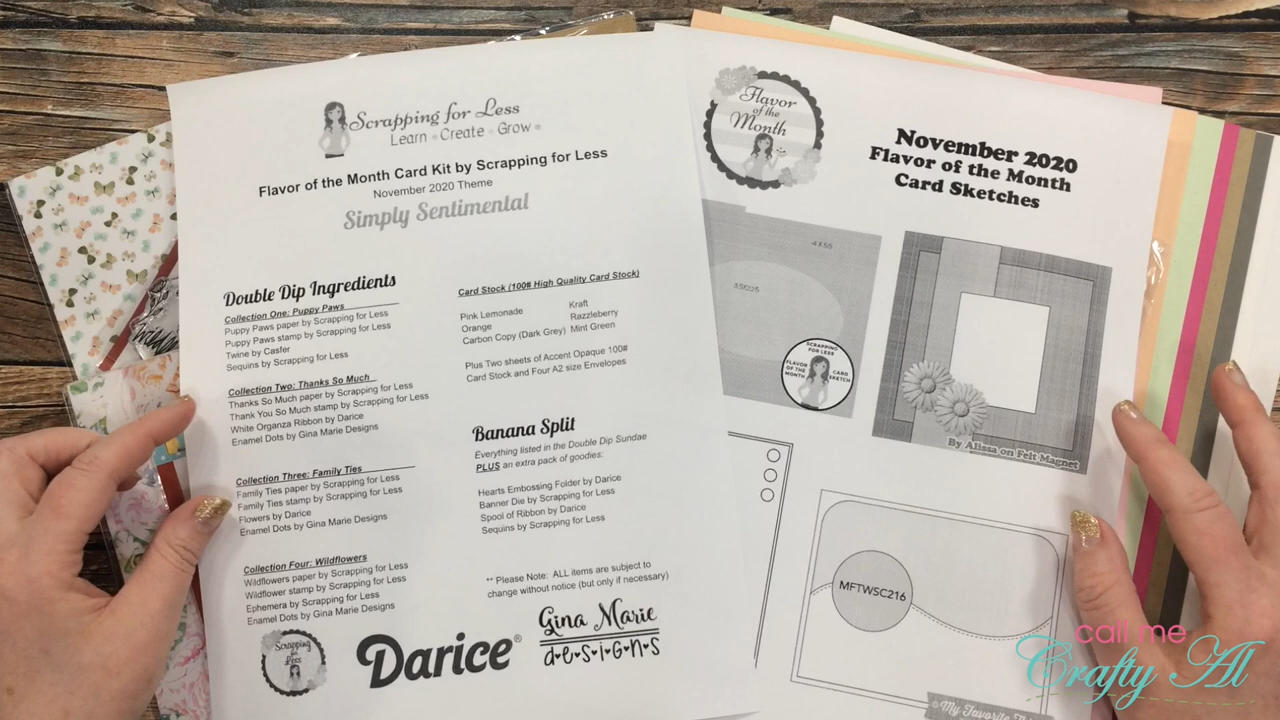 Scrapping for Less
Learn Create Grow
Flavor of the Month Card Kit by Scrapping for Less
November 2020 Theme
Simply Sentimental
Double Dip Ingredients
Collection One: Puppy Paws
Puppy Paws paper by Scrapping for Less
Puppy Paws stamp by Scrapping for Less
Twine by Casfer
Sequins by Scrapping for Less
Collection Two: Thanks So Much
Thanks So Much paper by Scrapping for Less
Thank You So Much stamp by Scrapping for Less
White Organza Ribbon by Darice
Enamel Dots by Gina Marie Designs
Collection Three: Family Ties
Family Ties paper by Scrapping for Less
Family Ties stamp by Scrapping for Less
Flowers by Darice
Enamel Dots by Gina Marie Designs
Collection Four: Wildflowers
Wildflowers paper by Scrapping for Less
Wildflower stamp by Scrapping for Less
Ephemera by Scrapping for Less
Enamel Dots by Gina Marie Designs
Card Stock (100# High Quality Card Stock)
Pink Lemonade Kraft
Orange Razzleberry
Carbon Copy (Dark Grey) Mint Green
Plus Two sheets of Accent Opaque 100#
Card Stock and Four A2 size Envelopes
Banana Split
Everything listed in the Double Dip Sundae
PLUS an extra pack of goodies:
Hearts Embossing Folder by Darice
Banner Die by Scrapping for Less
Spool of Ribbon by Darice
Sequins by Scrapping for Less
** Please Note: ALL items are subject to
change without notice (but only if necessary)
Scrapping
for
Less
Darice®
Gina Marie
designs
Flavor
of the
Month
November 2020
Flavor of the Month
Card Sketches
SCRAPPING
FOR LESS
FLAVOR
OF THE
MONTH
CARD
SKETCH
By Alissa on Felt Magnet
MFTWSC216
My Favorite
call me
Crafty Al